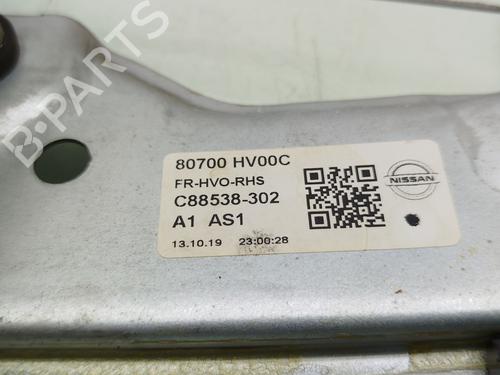 B-PARTS
80700 HV00C
FR-HVO-RHS
C88538-302
A1 AS1
13.10.19 23:00:28
NISSAN